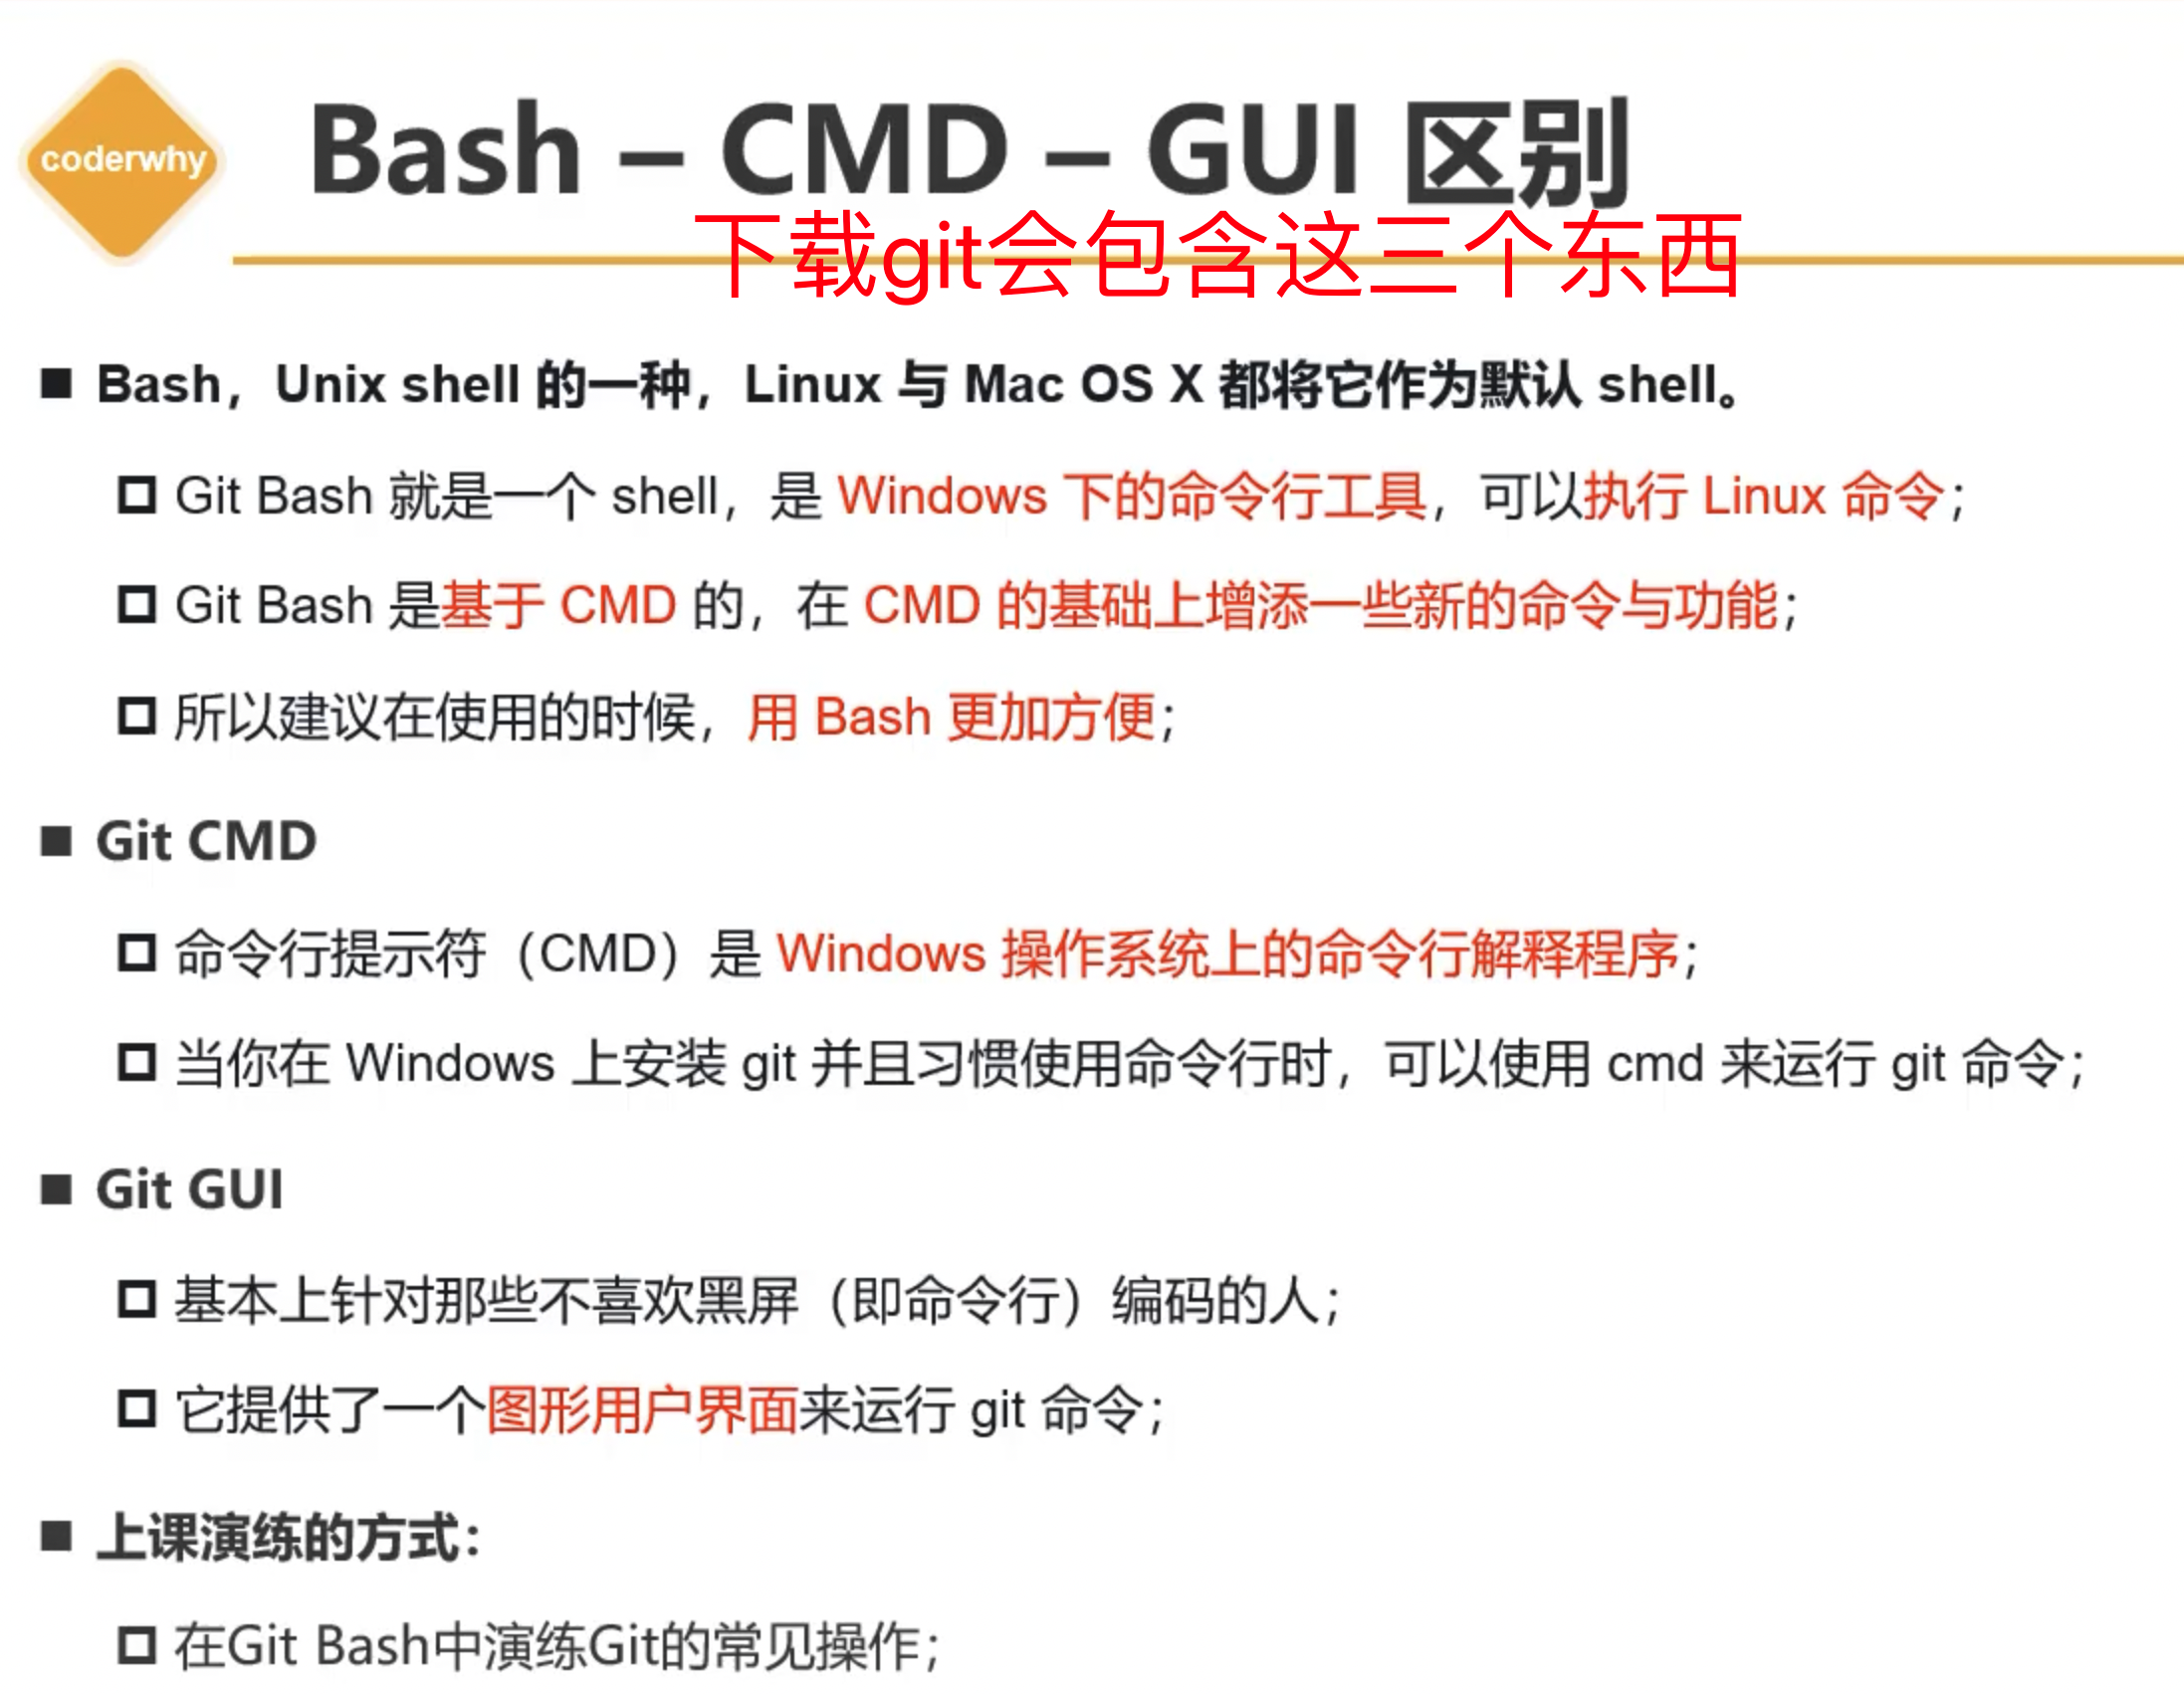 coderwhy
Bash – CMD – GUI 区别
下载git会包含这三个东西
Bash，Unix shell 的一种，Linux 与 Mac OS X 都将它作为默认 shell。
Git Bash 就是一个 shell，是 Windows 下的命令行工具，可以执行 Linux 命令；
Git Bash 是基于 CMD 的，在 CMD 的基础上增添一些新的命令与功能；
所以建议在使用的时候，用 Bash 更加方便；
Git CMD
命令行提示符（CMD）是 Windows 操作系统上的命令行解释程序；
当你在 Windows 上安装 git 并且习惯使用命令行时，可以使用 cmd 来运行 git 命令；
Git GUI
基本上针对那些不喜欢黑屏（即命令行）编码的人；
它提供了一个图形用户界面来运行 git 命令；
上课演练的方式：
在Git Bash中演练Git的常见操作；